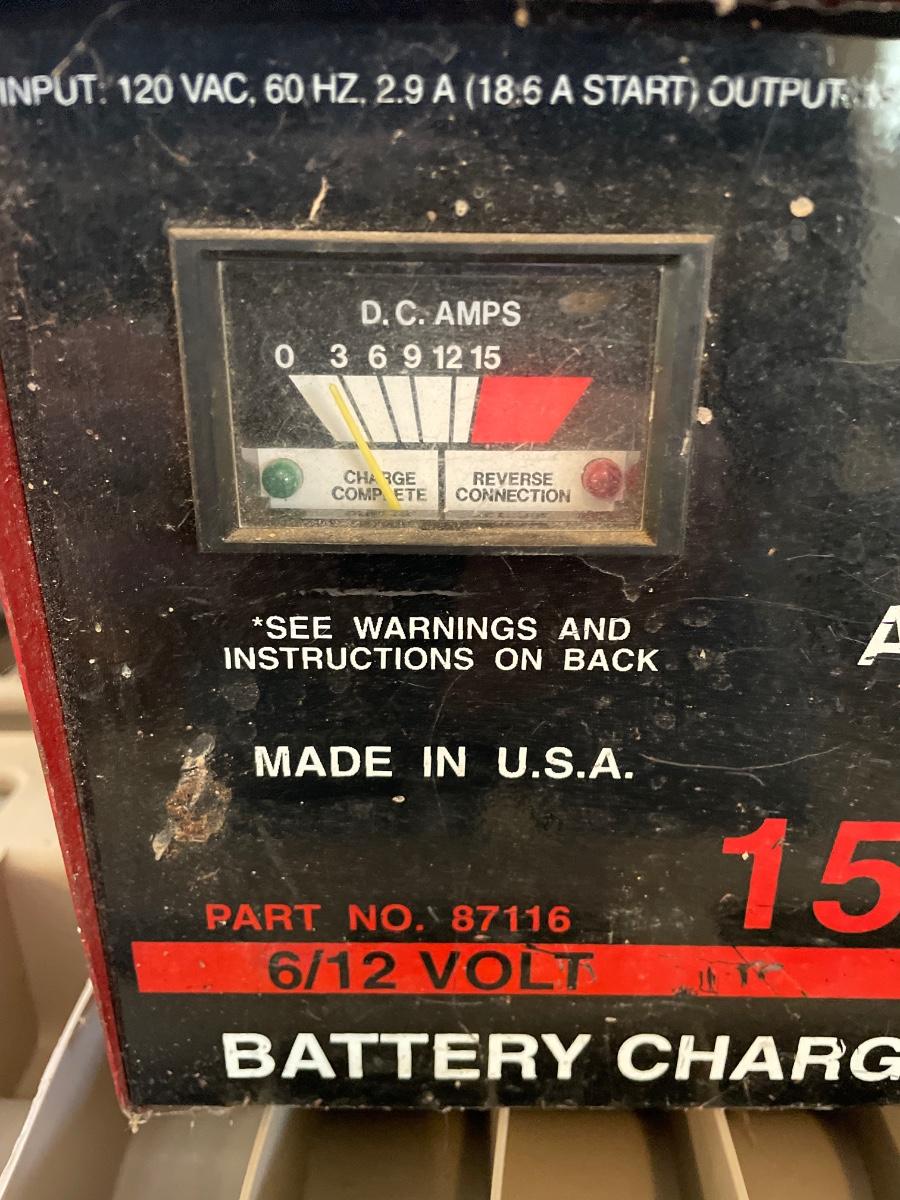 INPUT: 120 VAC, 60 HZ, 2.9 A (18.6 A START) OUTPUT:
D.C. AMPS
0 3 6 9 12 15
CHARGE COMPLETE
REVERSE CONNECTION
*SEE WARNINGS AND
INSTRUCTIONS ON BACK
A
MADE IN U.S.A.
15
PART NO. 87116
6/12 VOLT
BATTERY CHARG